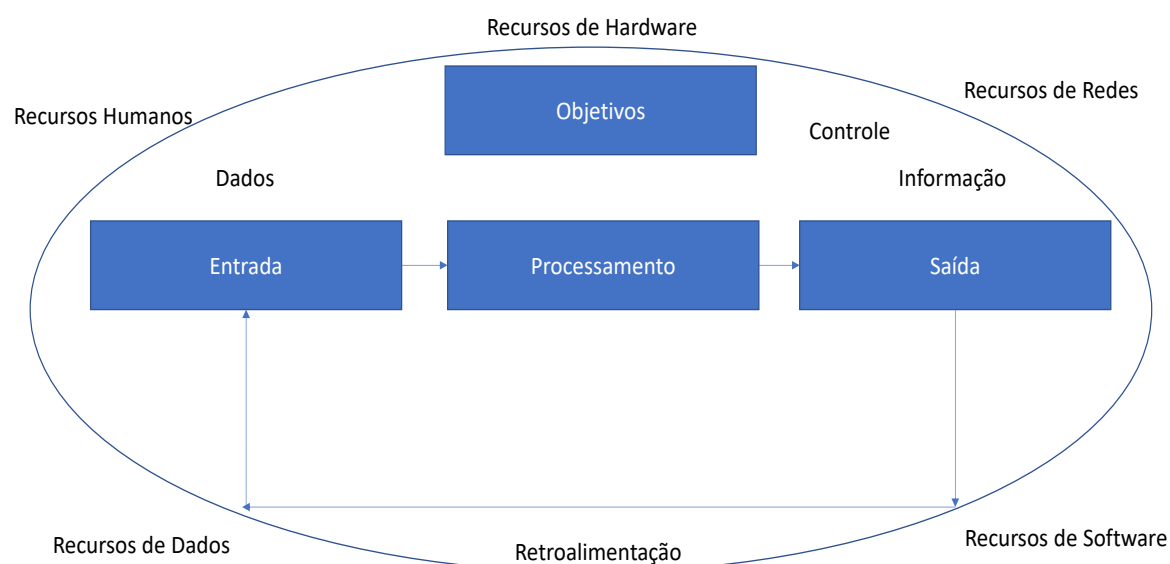 Recursos de Hardware
Recursos de Redes
Recursos Humanos
Objetivos
Controle
Dados
Informação
Entrada
Processamento
Saída
Recursos de Dados
Retroalimentação
Recursos de Software